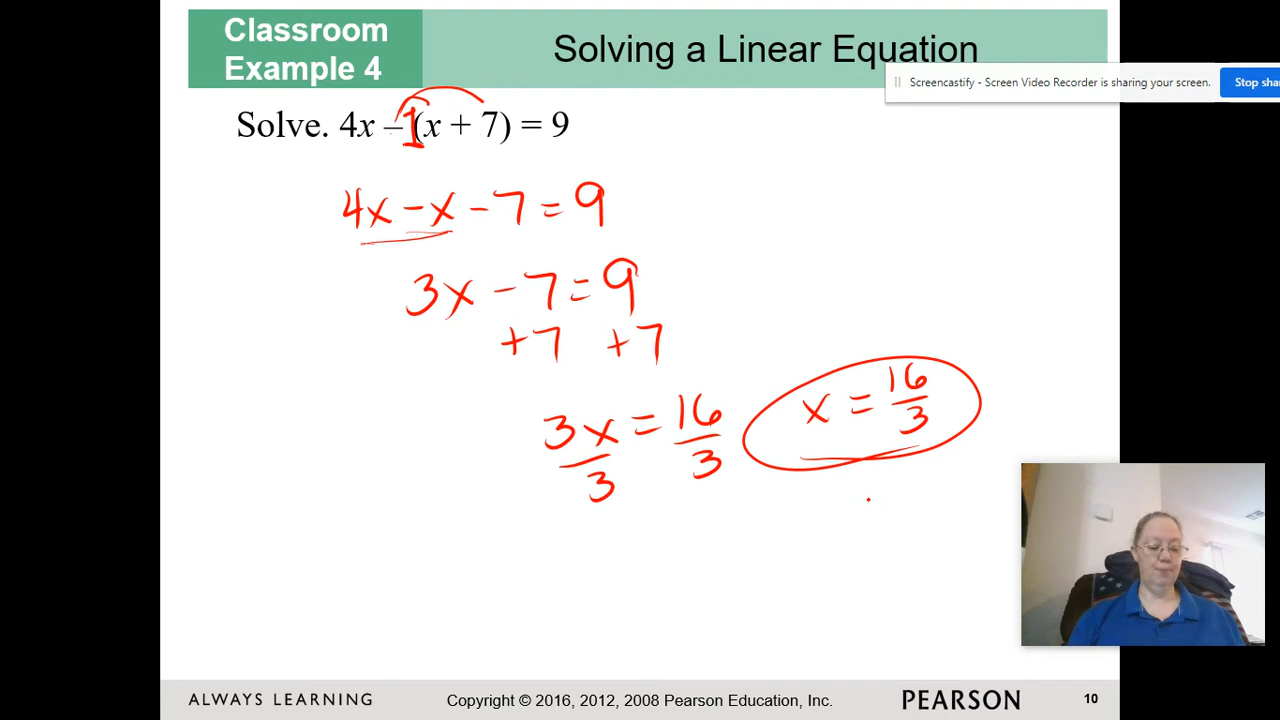 Classroom
Example 4
Solving a Linear Equation
Screencastify - Screen Video Recorder is sharing your screen.
Stop sha
Solve. 4x – 1(x + 7) = 9
4x - x - 7 = 9
3x - 7 = 9
+7 +7
3x/3 = 16/3
x = 16/3
ALWAYS LEARNING
Copyright © 2016, 2012, 2008 Pearson Education, Inc.
PEARSON
10